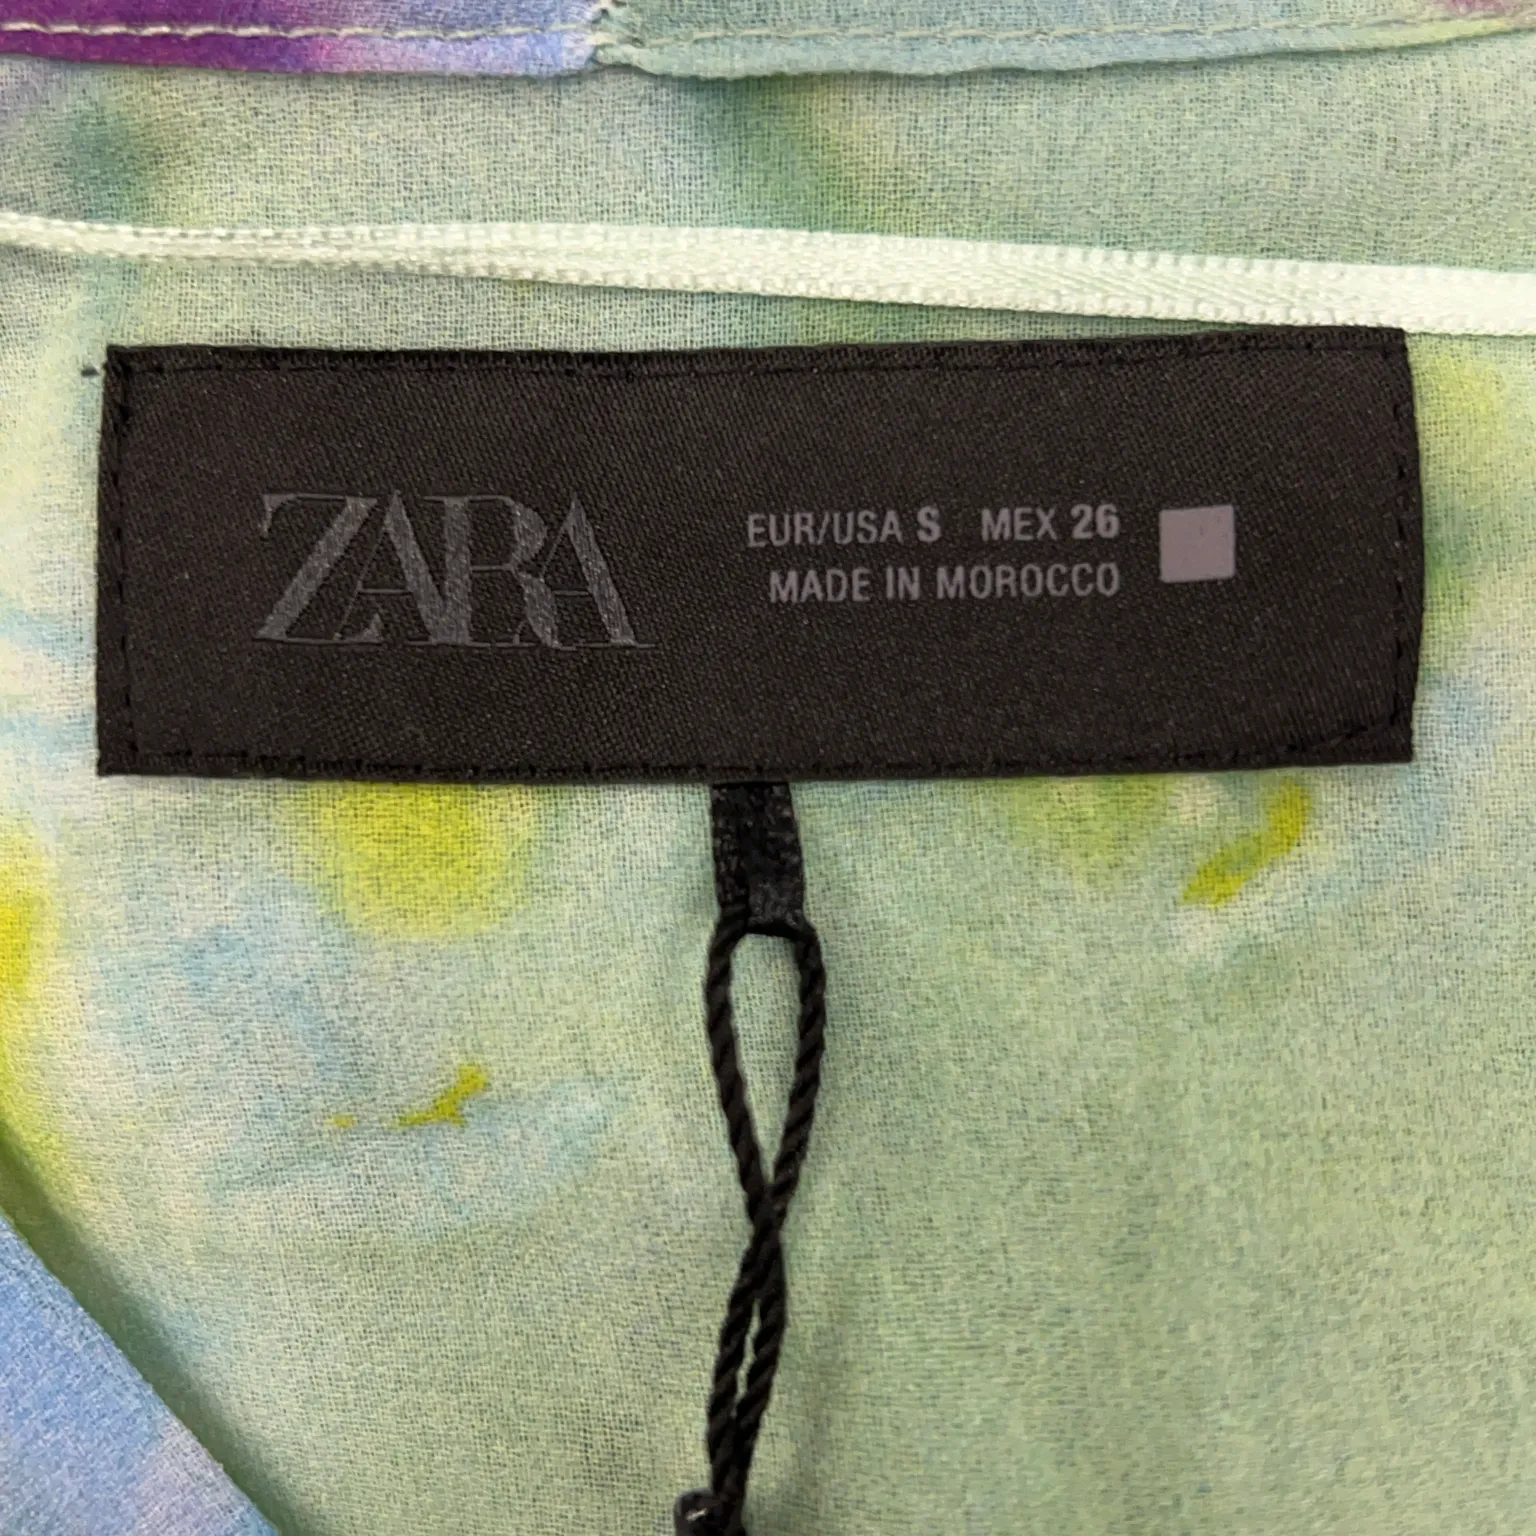 ZARA
EUR/USA S MEX 26
MADE IN MOROCCO